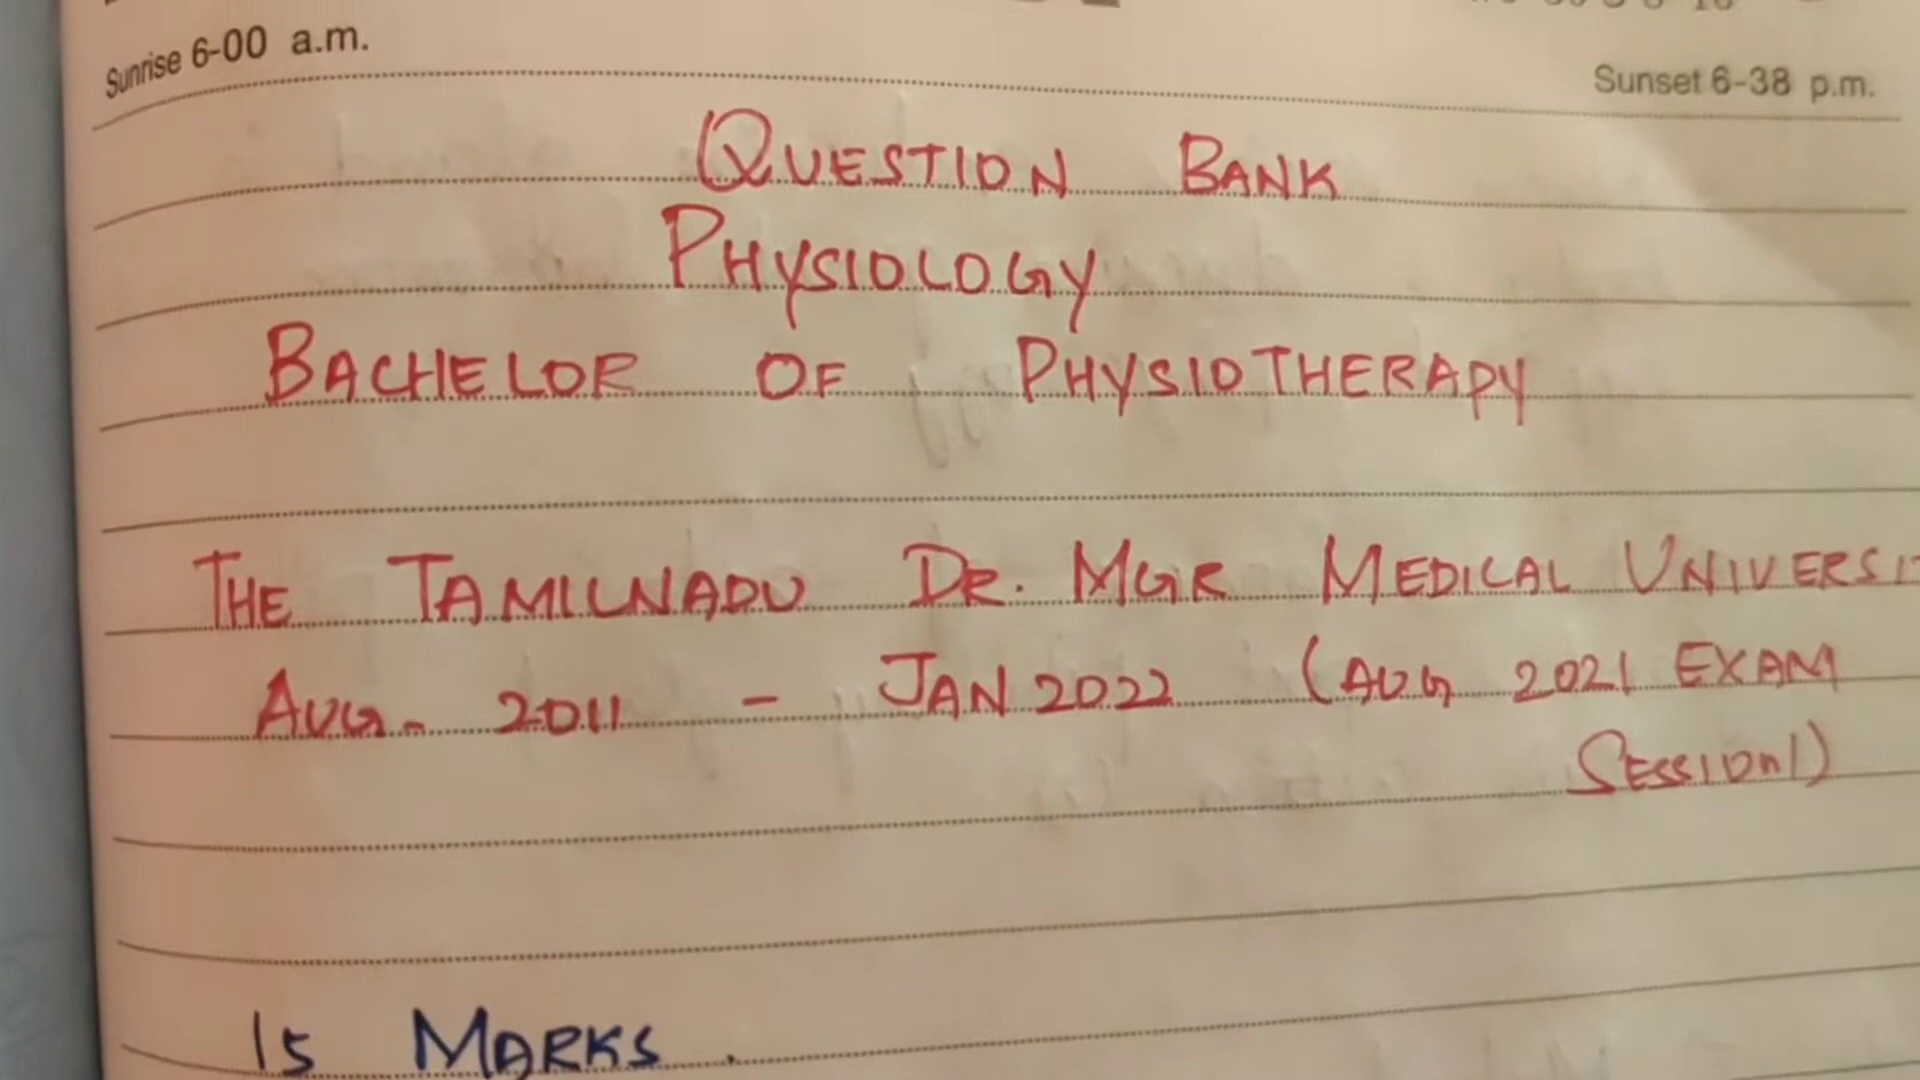 Sunrise 6-00 a.m.
Sunset 6-38 p.m.
QUESTION BANK
PHYSIOLOGY
BACHELOR OF PHYSIOTHERAPY
THE TAMILNADU DR. MGR MEDICAL UNIVERSI
AUG - 2011 - JAN 2022 (AUG 2021 EXAM
SESSION)
15 MARKS.